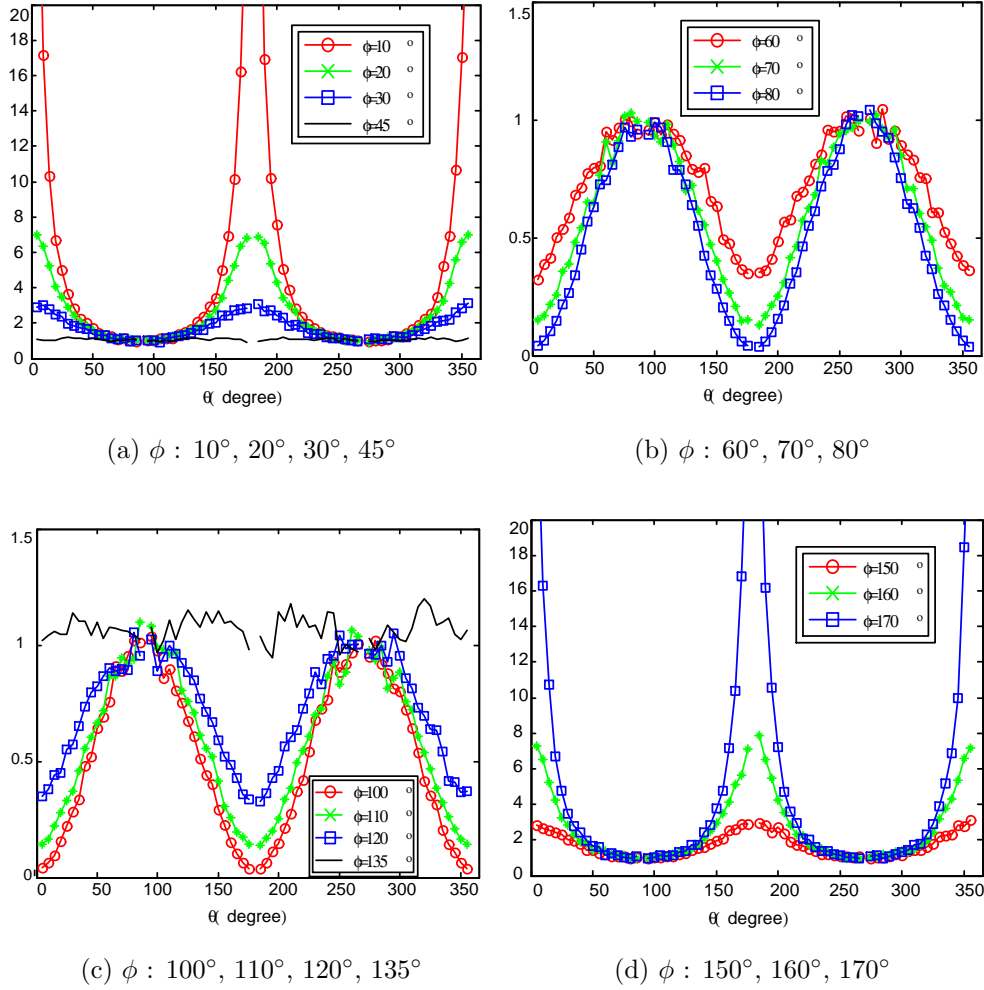 20
18
16
14
12
10
8
6
4
2
0
0 50 100 150 200 250 300 350
ϕ=10 °
ϕ=20 °
ϕ=30 °
ϕ=45 °
θ( degree)
(a) ϕ : 10°, 20°, 30°, 45°
1.5
1
0.5
0
0 50 100 150 200 250 300 350
ϕ=60 °
ϕ=70 °
ϕ=80 °
θ( degree)
(b) ϕ : 60°, 70°, 80°
1.5
1
0.5
0
0 50 100 150 200 250 300 350
ϕ=100 °
ϕ=110 °
ϕ=120 °
ϕ=135 °
θ( degree)
(c) ϕ : 100°, 110°, 120°, 135°
20
18
16
14
12
10
8
6
4
2
0
0 50 100 150 200 250 300 350
ϕ=150 °
ϕ=160 °
ϕ=170 °
θ( degree)
(d) ϕ : 150°, 160°, 170°